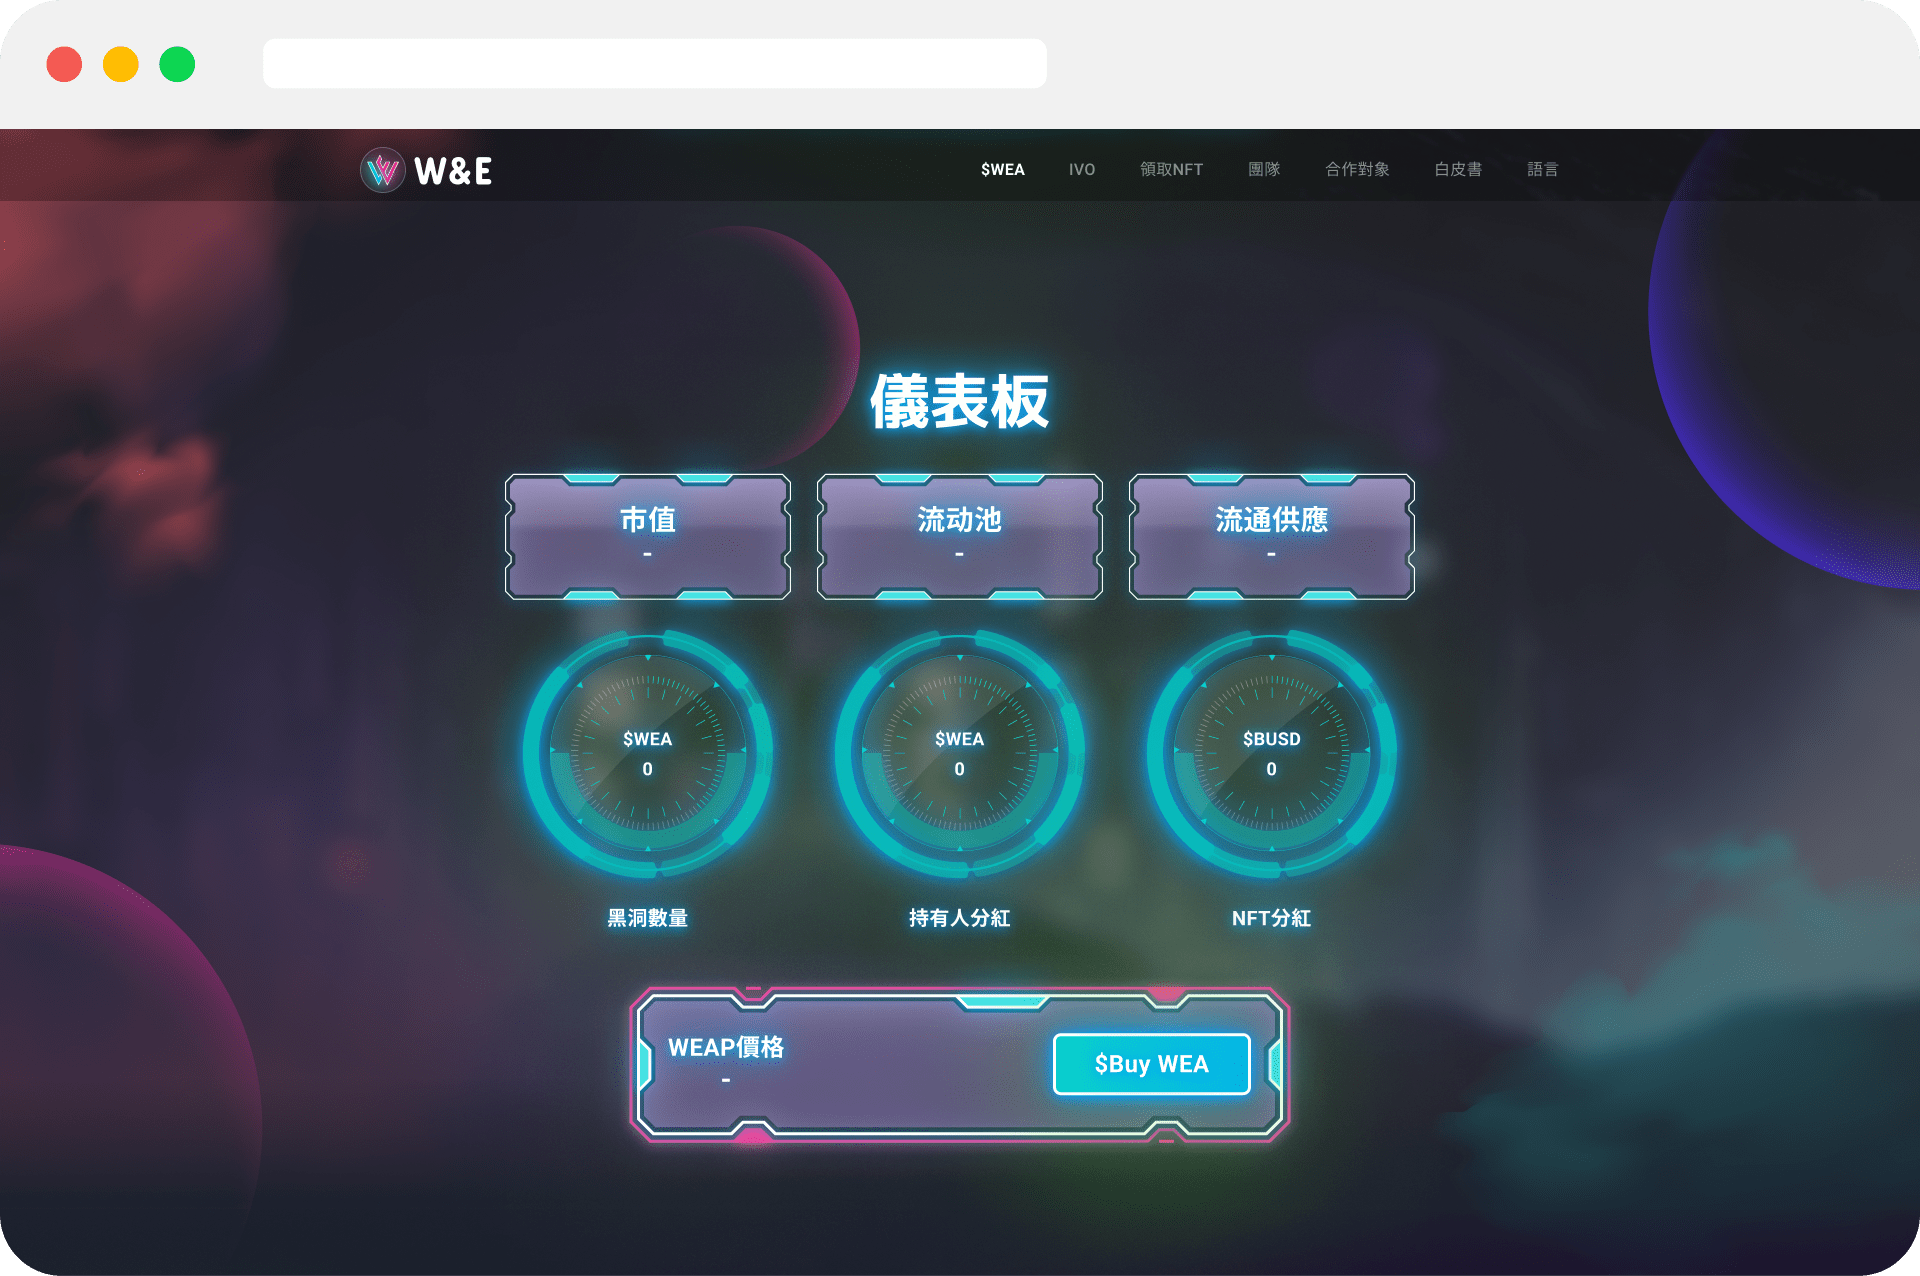 W&E
$WEA IVO 領取NFT 團隊 合作對象 白皮書 語言
儀表板
市值 流动池 流通供應
- - -
$WEA $WEA $BUSD
0 0 0
黑洞數量 持有人分紅 NFT分紅
WEAP價格
-
$Buy WEA